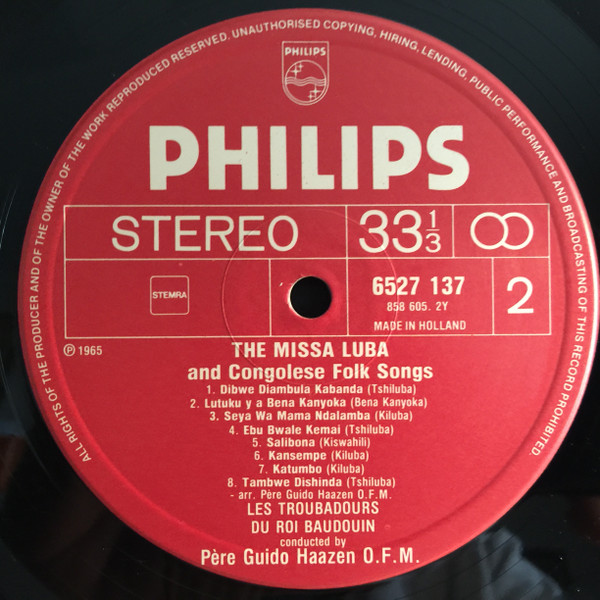 ALL RIGHTS OF THE PRODUCER AND OF THE OWNER OF THE WORK REPRODUCED RESERVED. UNAUTHORISED COPYING, HIRING, LENDING, PUBLIC PERFORMANCE AND BROADCASTING OF THIS RECORD PROHIBITED.
PHILIPS
PHILIPS
STEREO
33 1/3
STEMRA
6527 137
858 605. 2Y
MADE IN HOLLAND
2
℗ 1965
THE MISSA LUBA
and Congolese Folk Songs
1. Dibwe Diambula Kabanda (Tshiluba)
2. Lutuku y a Bena Kanyoka (Bena Kanyoka)
3. Seya Wa Mama Ndalamba (Kiluba)
4. Ebu Bwale Kemai (Tshiluba)
5. Salibona (Kiswahili)
6. Kansempe (Kiluba)
7. Katumbo (Kiluba)
8. Tambwe Dishinda (Tshiluba)
- arr. Père Guido Haazen O.F.M.
LES TROUBADOURS
DU ROI BAUDOUIN
conducted by
Père Guido Haazen O.F.M.